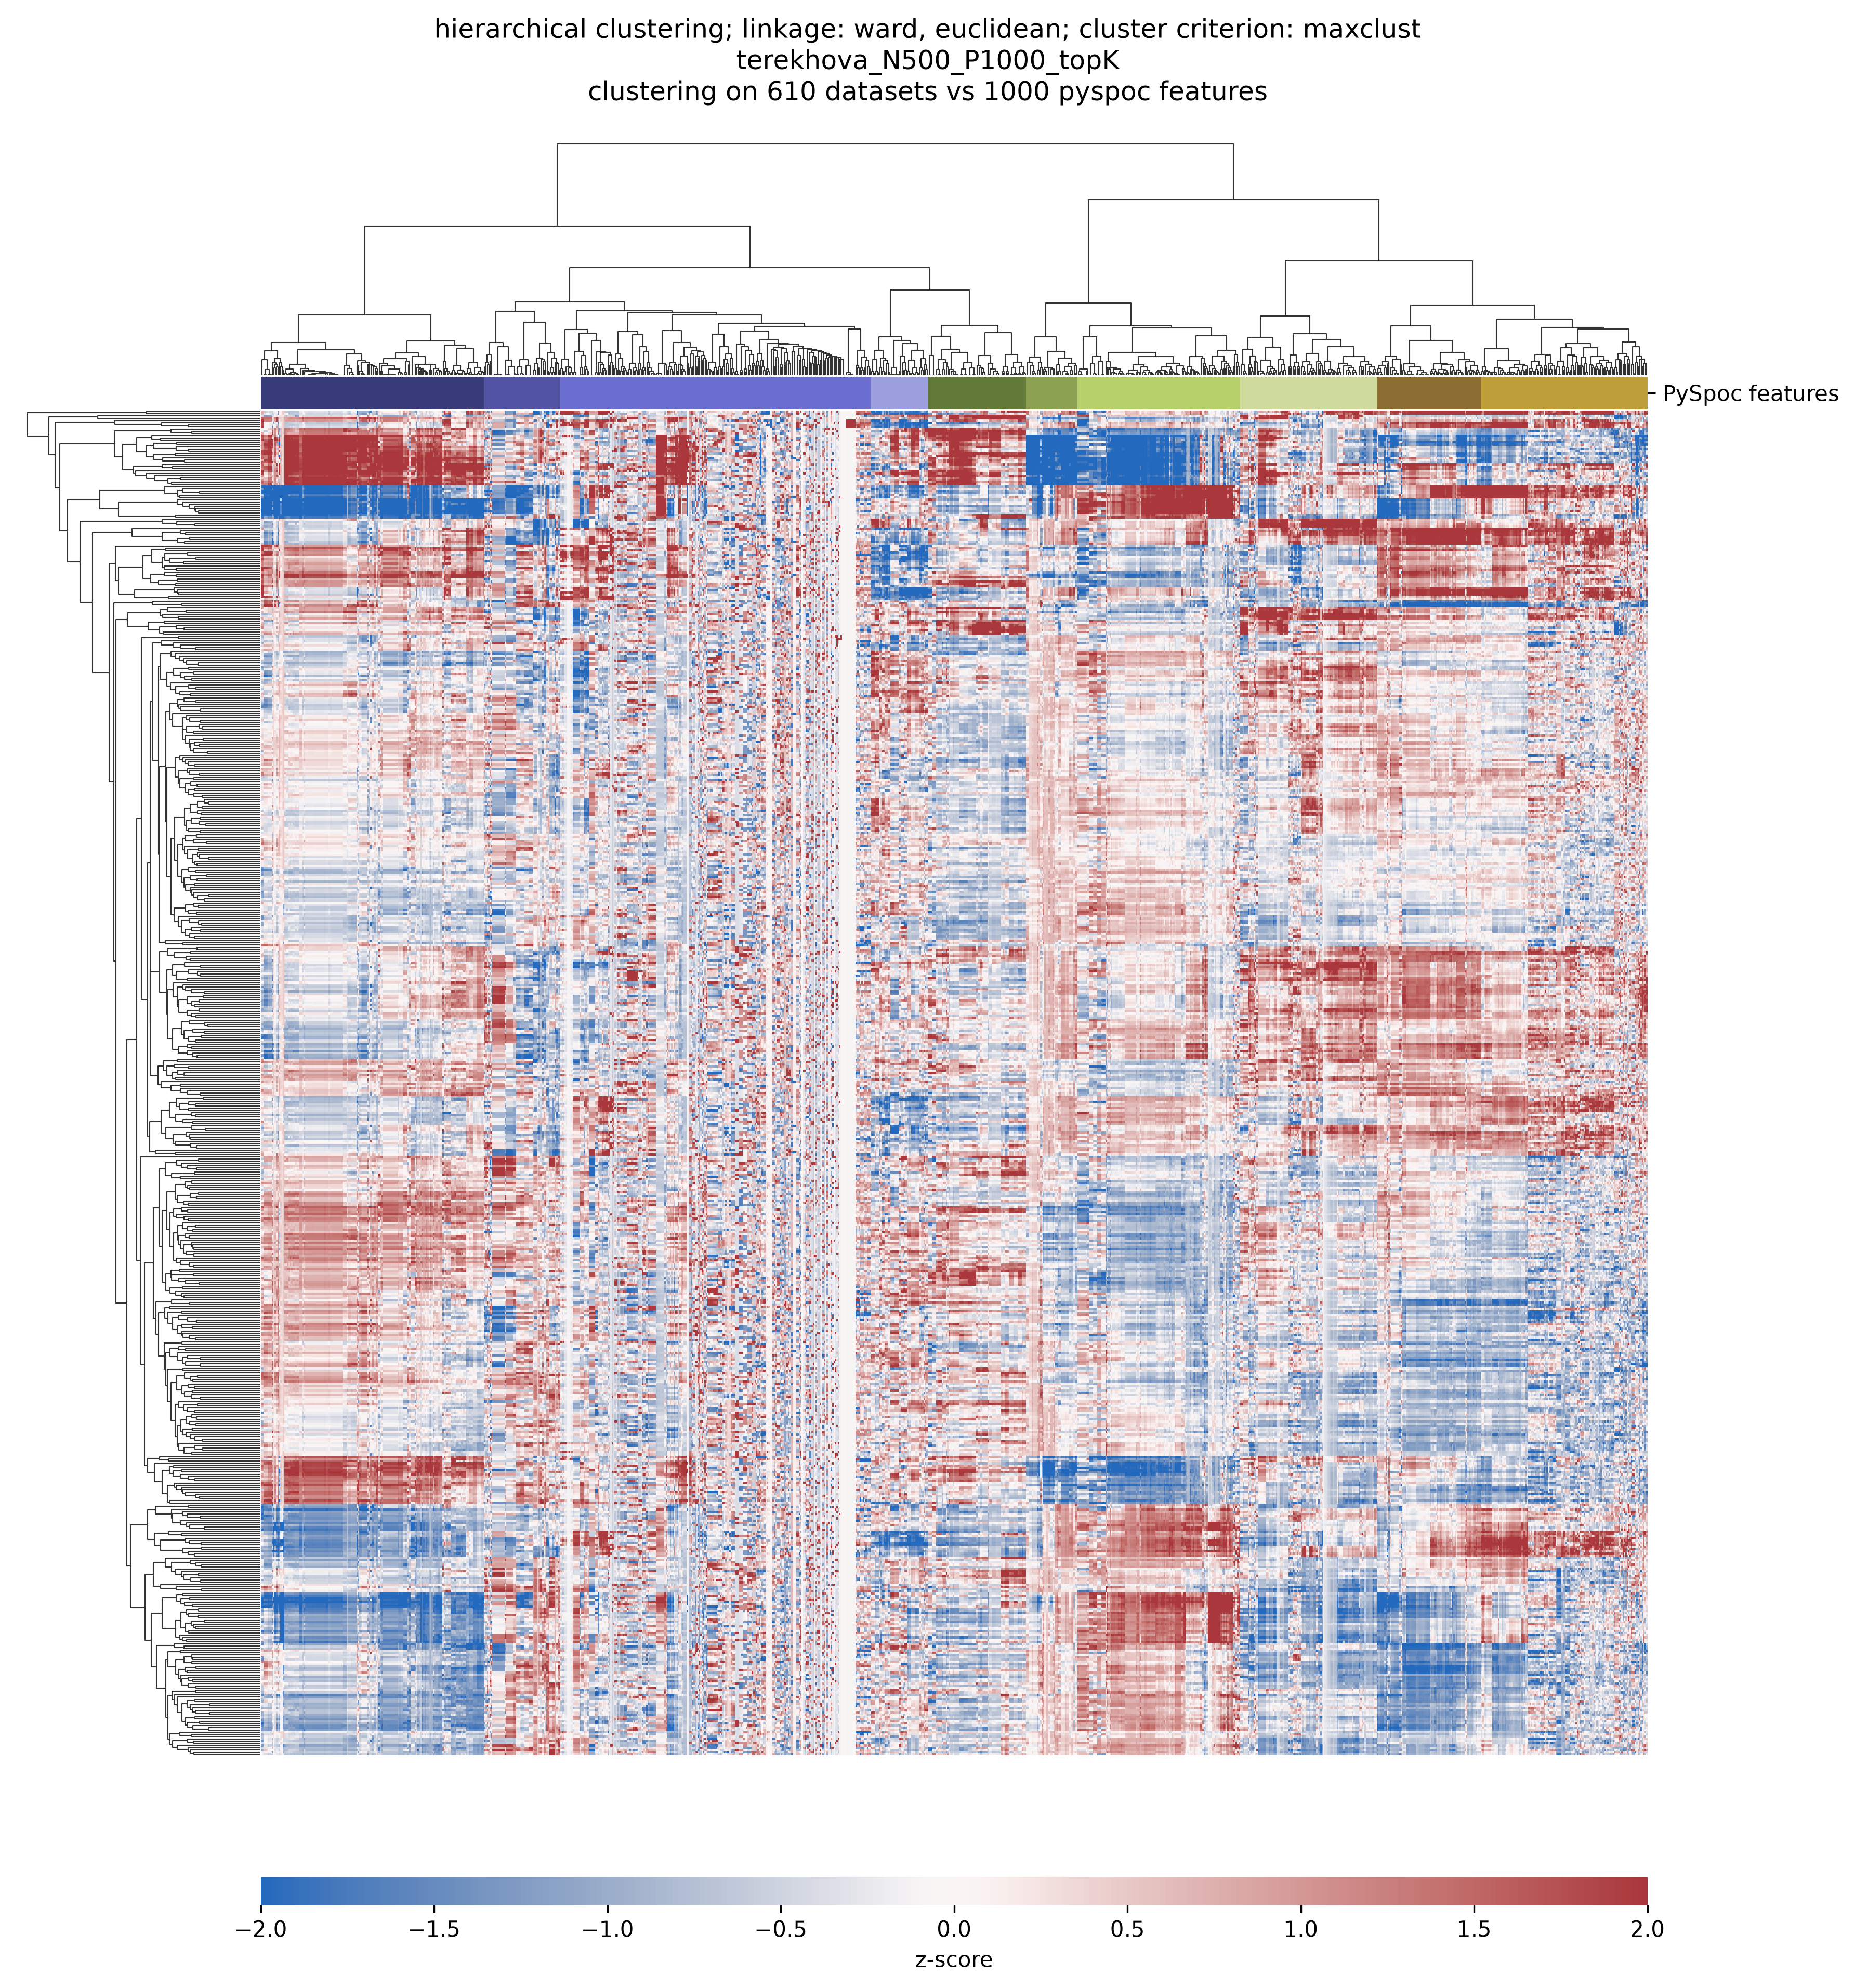 hierarchical clustering; linkage: ward, euclidean; cluster criterion: maxclust
terekhova_N500_P1000_topK
clustering on 610 datasets vs 1000 pyspoc features
PySpoc features
−2.0 −1.5 −1.0 −0.5 0.0 0.5 1.0 1.5 2.0
z-score